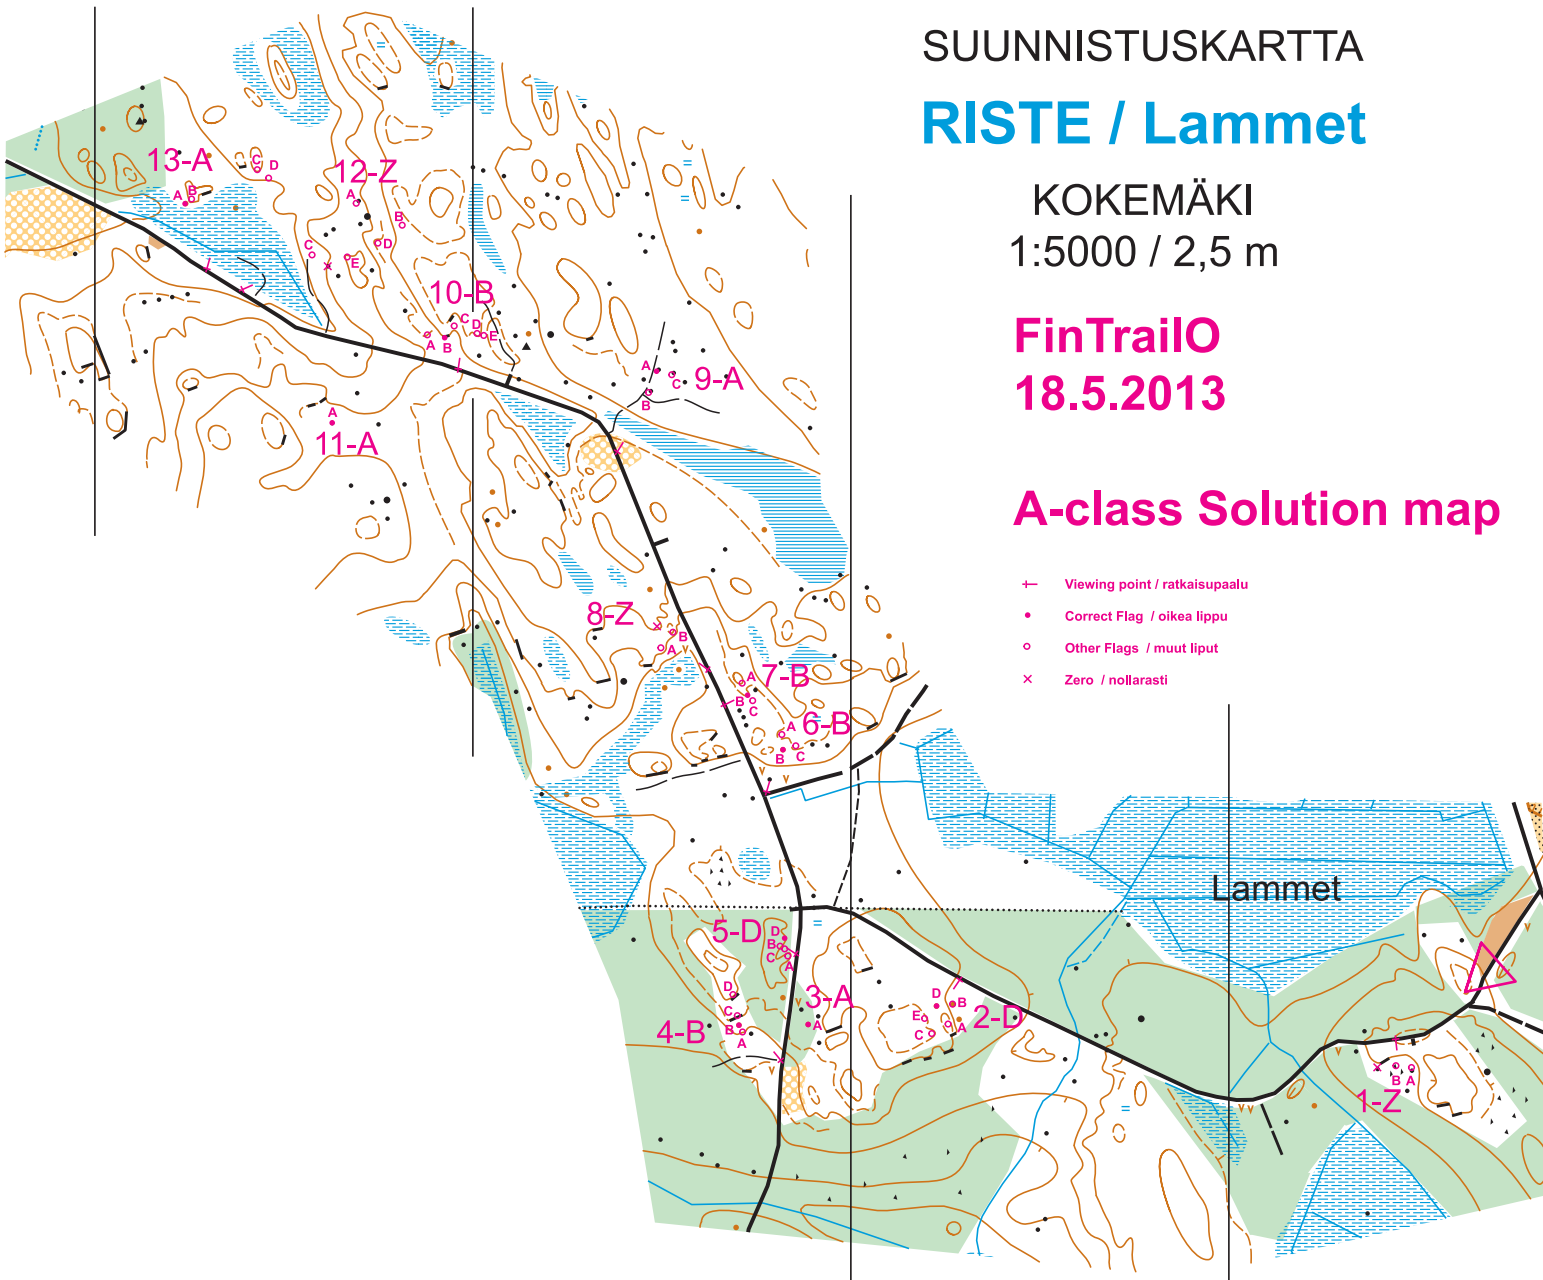 SUUNNISTUSKARTTA
RISTE / Lammet
KOKEMÄKI
1:5000 / 2,5 m
FinTrailO
18.5.2013
A-class Solution map
Viewing point / ratkaisupaalu
Correct Flag / oikea lippu
Other Flags / muut liput
Zero / nollarasti
13-A
A
B
C
D
12-Z
A
B
C
D
E
10-B
A
B
C
D
E
9-A
A
B
C
11-A
A
8-Z
B
A
7-B
A
B
C
6-B
A
B
C
Lammet
5-D
D
B
C
A
4-B
D
C
B
A
3-A
A
2-D
D
B
E
C
A
1-Z
B
A